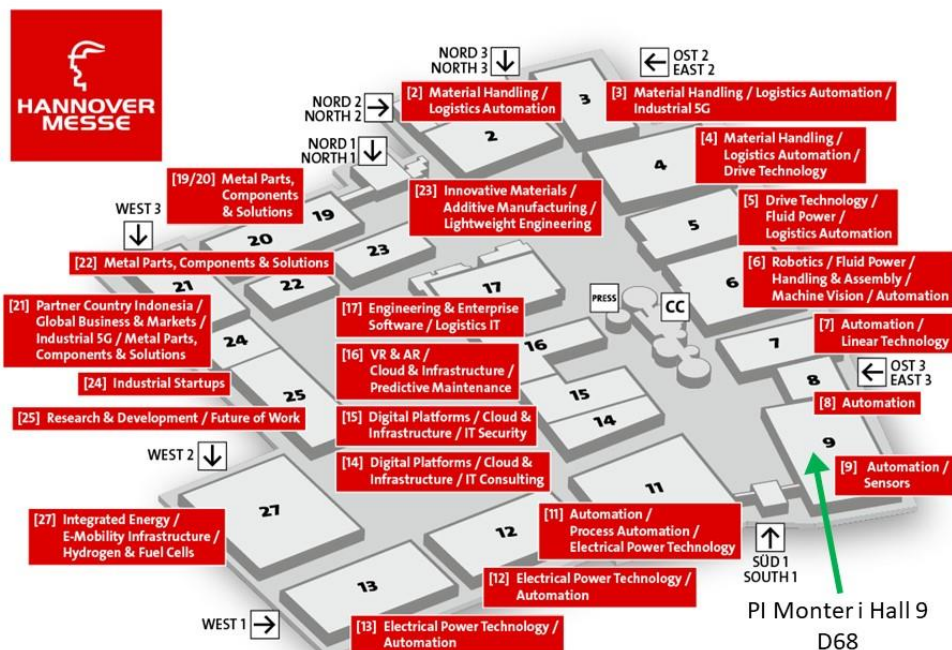 HANNOVER
MESSE
NORD 3
NORTH 3
OST 2
EAST 2
[2] Material Handling /
Logistics Automation
[3] Material Handling / Logistics Automation /
Industrial 5G
3
2
NORD 2
NORTH 2
NORD 1
NORTH 1
[4] Material Handling /
Logistics Automation /
Drive Technology
4
[19/20] Metal Parts,
Components
& Solutions
[23] Innovative Materials /
Additive Manufacturing /
Lightweight Engineering
[5] Drive Technology /
Fluid Power /
Logistics Automation
WEST 3
19
20
23
5
[22] Metal Parts, Components & Solutions
[6] Robotics / Fluid Power /
Handling & Assembly /
Machine Vision / Automation
21
22
17
6
[21] Partner Country Indonesia /
Global Business & Markets /
Industrial 5G / Metal Parts,
Components & Solutions
[17] Engineering & Enterprise
Software / Logistics IT
PRESS
CC
[7] Automation /
Linear Technology
24
16
7
[16] VR & AR /
Cloud & Infrastructure /
Predictive Maintenance
OST 3
EAST 3
[24] Industrial Startups
8
[8] Automation
25
15
[25] Research & Development / Future of Work
[15] Digital Platforms / Cloud &
Infrastructure / IT Security
14
9
WEST 2
[14] Digital Platforms / Cloud &
Infrastructure / IT Consulting
[9] Automation /
Sensors
11
27
[27] Integrated Energy /
E-Mobility Infrastructure /
Hydrogen & Fuel Cells
[11] Automation /
Process Automation /
Electrical Power Technology
12
SÜD 1
SOUTH 1
13
[12] Electrical Power Technology /
Automation
WEST 1
[13] Electrical Power Technology /
Automation
PI Monter i Hall 9
D68